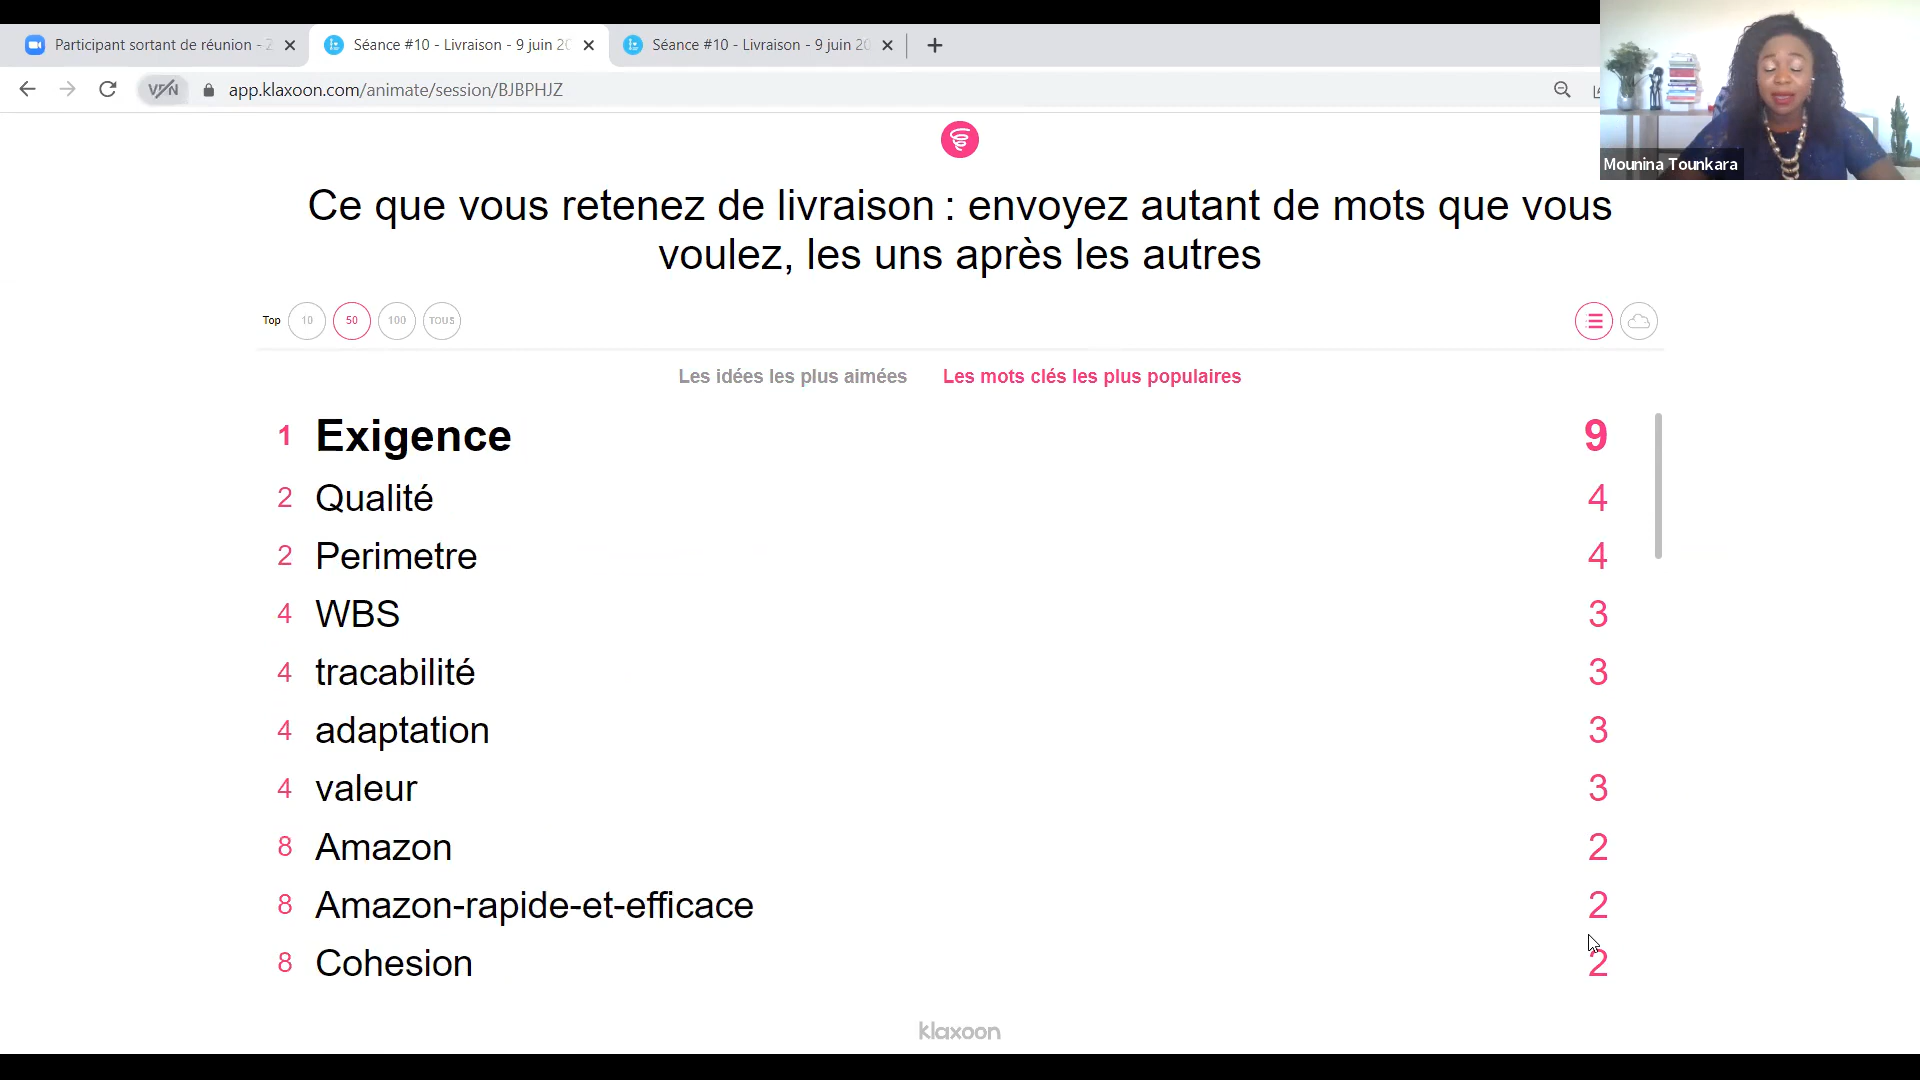 Participant sortant de réunion - 2
Séance #10 - Livraison - 9 juin 20
Séance #10 - Livraison - 9 juin 20
VPN
app.klaxoon.com/animate/session/BJBPHJZ
Mounina Tounkara
Ce que vous retenez de livraison : envoyez autant de mots que vous
voulez, les uns après les autres
Top 10 50 100 TOUS
Les idées les plus aimées Les mots clés les plus populaires
1 Exigence 9
2 Qualité 4
2 Perimetre 4
4 WBS 3
4 tracabilité 3
4 adaptation 3
4 valeur 3
8 Amazon 2
8 Amazon-rapide-et-efficace 2
8 Cohesion 2
klaxoon